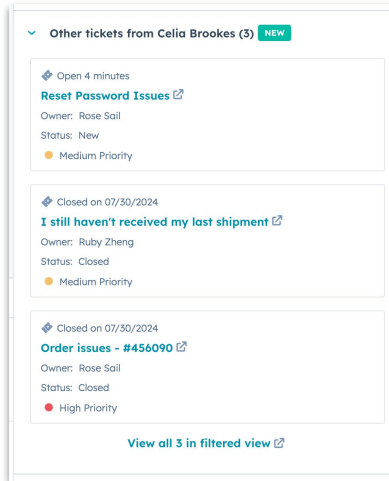 Other tickets from Celia Brookes (3) NEW
Open 4 minutes
Reset Password Issues
Owner: Rose Sail
Status: New
Medium Priority
Closed on 07/30/2024
I still haven't received my last shipment
Owner: Ruby Zheng
Status: Closed
Medium Priority
Closed on 07/30/2024
Order issues - #456090
Owner: Rose Sail
Status: Closed
High Priority
View all 3 in filtered view